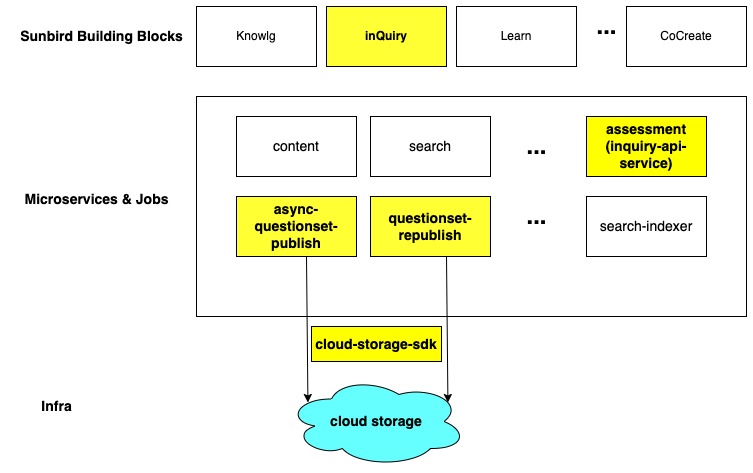 Sunbird Building Blocks
Knowlg
inQuiry
Learn
...
CoCreate
Microservices & Jobs
content
search
...
assessment
(inquiry-api-
service)
async-
questionset-
publish
questionset-
republish
...
search-indexer
cloud-storage-sdk
Infra
cloud storage